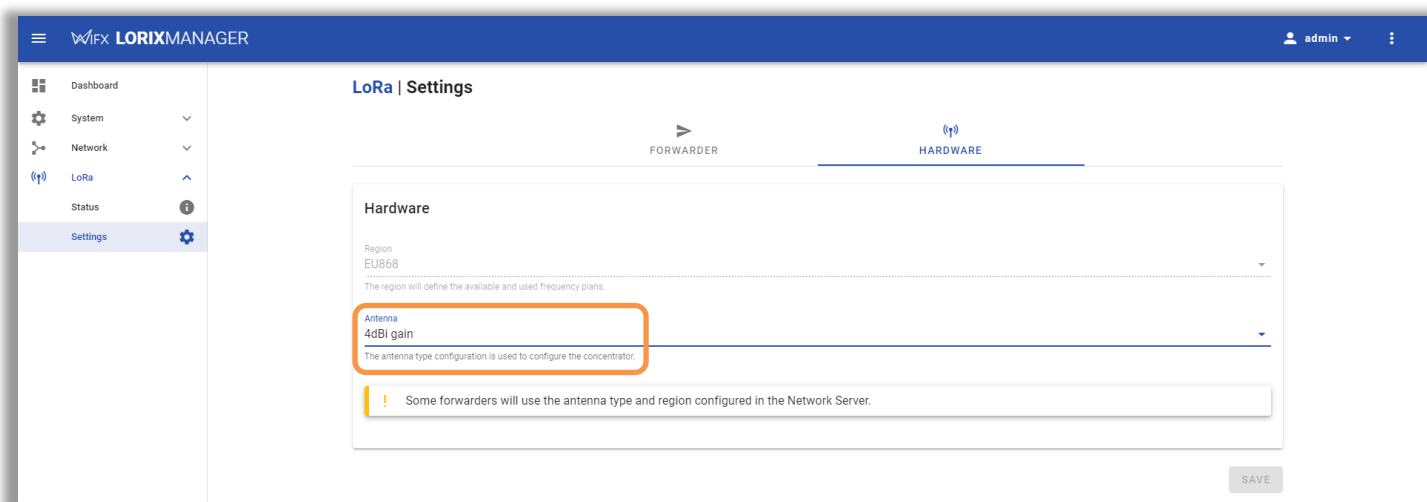 WIFX LORIXMANAGER
admin
Dashboard
System
Network
LoRa
Status
Settings
LoRa | Settings
FORWARDER
HARDWARE
Hardware
Region
EU868
The region will define the available and used frequency plans.
Antenna
4dBi gain
The antenna type configuration is used to configure the concentrator.
! Some forwarders will use the antenna type and region configured in the Network Server.
SAVE